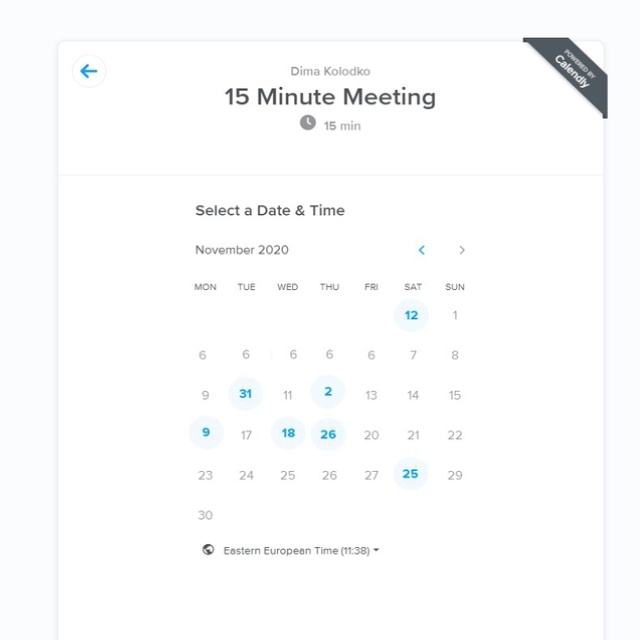 POWERED BY
Calendly
Dima Kolodko
15 Minute Meeting
15 min
Select a Date & Time
November 2020
MON TUE WED THU FRI SAT SUN
12 1
6 6 6 6 6 7 8
9 31 11 2 13 14 15
9 17 18 26 20 21 22
23 24 25 26 27 25 29
30
Eastern European Time (11:38)